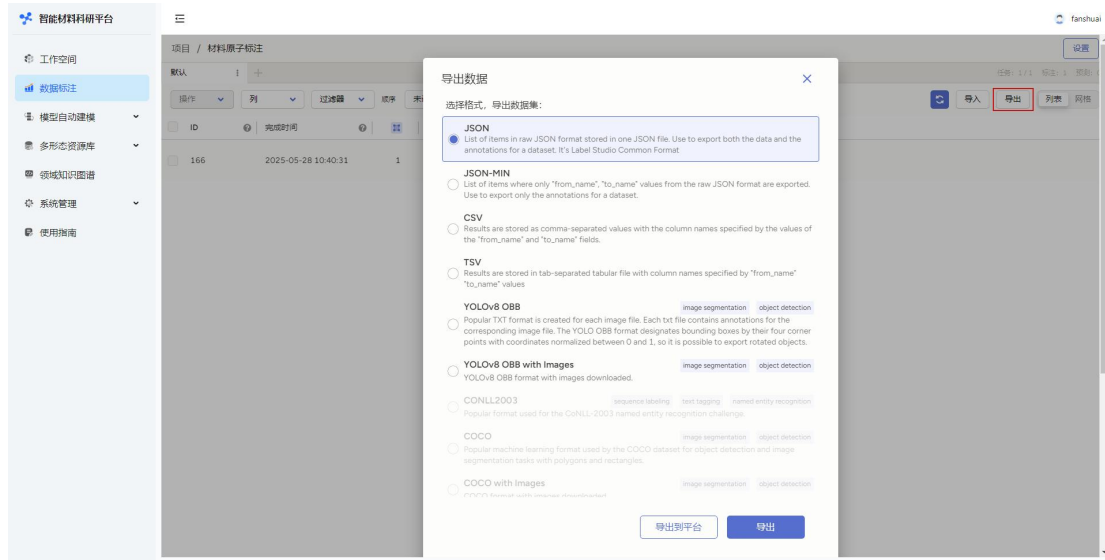 智能材料科研平台
fanshuai
工作空间
数据标注
模型自动建模
多形态资源库
领域知识图谱
系统管理
使用指南
项目 / 材料原子标注
设置
默认
任务: 1 / 1 标注: 1
操作
列
过滤器
顺序
导入
导出
列表
网格
ID
完成时间
166
2025-05-28 10:40:31
1
导出数据
选择格式，导出数据集:
JSON
List of items in raw JSON format stored in one JSON file. Use to export both the data and the
annotations for a dataset. It's Label Studio Common Format
JSON-MIN
List of items where only "from_name", "to_name" values from the raw JSON format are exported.
Use to export only the annotations for a dataset.
CSV
Results are stored as comma-separated values with the column names specified by the values of
the "from_name" and "to_name" fields.
TSV
Results are stored in tab-separated tabular file with column names specified by "from_name"
"to_name" values
YOLOv8 OBB
image segmentation object detection
Popular TXT format is created for each image file. Each txt file contains annotations for the
corresponding image file. The YOLO OBB format designates bounding boxes by their four corner
points with coordinates normalized between 0 and 1, so it is possible to export rotated objects.
YOLOv8 OBB with Images
image segmentation object detection
YOLOv8 OBB format with images downloaded.
CONLL2003
sequence labeling text tagging named entity recognition
Popular format used for the CoNLL-2003 named entity recognition challenge.
COCO
image segmentation object detection
Popular machine learning format used by the COCO dataset for object detection and image
segmentation tasks with polygons and rectangles.
COCO with Images
image segmentation object detection
COCO format with images downloaded.
导出到平台
导出